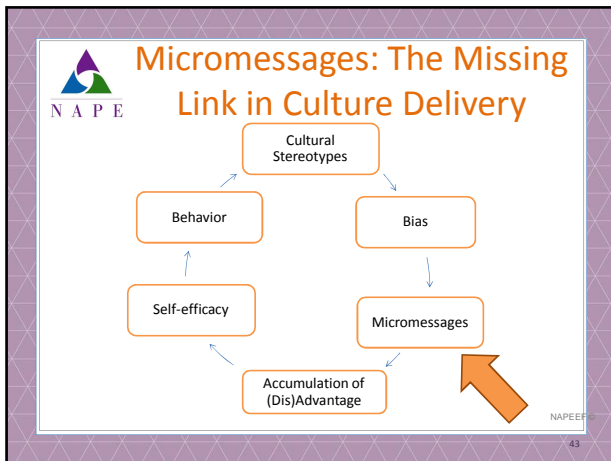 Micromessages: The Missing
Link in Culture Delivery
N A P E
Cultural
Stereotypes
Bias
Micromessages
Accumulation of
(Dis)Advantage
Self-efficacy
Behavior
NAPEEF©
43